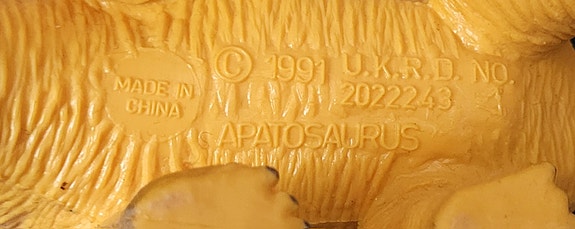 MADE IN
CHINA
© 1991 U.K.R.D. NO.
2022243
APATOSAURUS